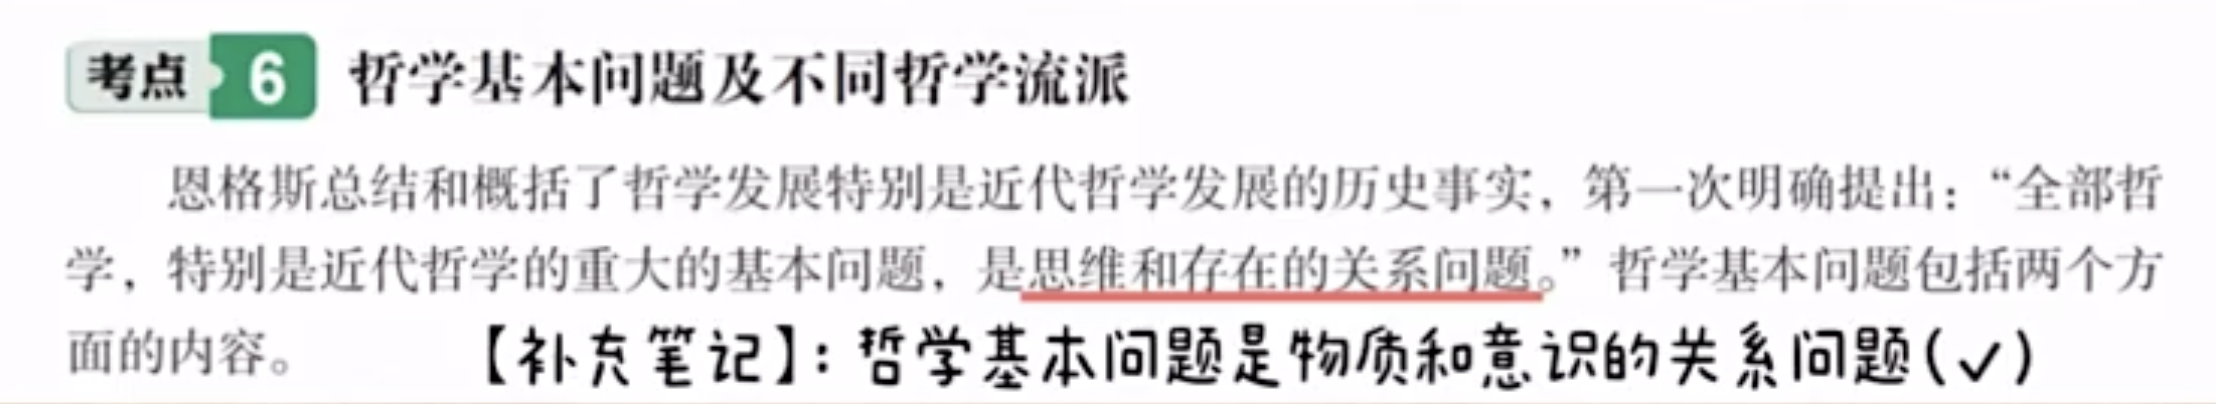 考点 6 哲学基本问题及不同哲学流派
恩格斯总结和概括了哲学发展特别是近代哲学发展的历史事实，第一次明确提出：“全部哲
学，特别是近代哲学的重大的基本问题，是思维和存在的关系问题。”哲学基本问题包括两个方
面的内容。 【补充笔记】：哲学基本问题是物质和意识的关系问题(✓)